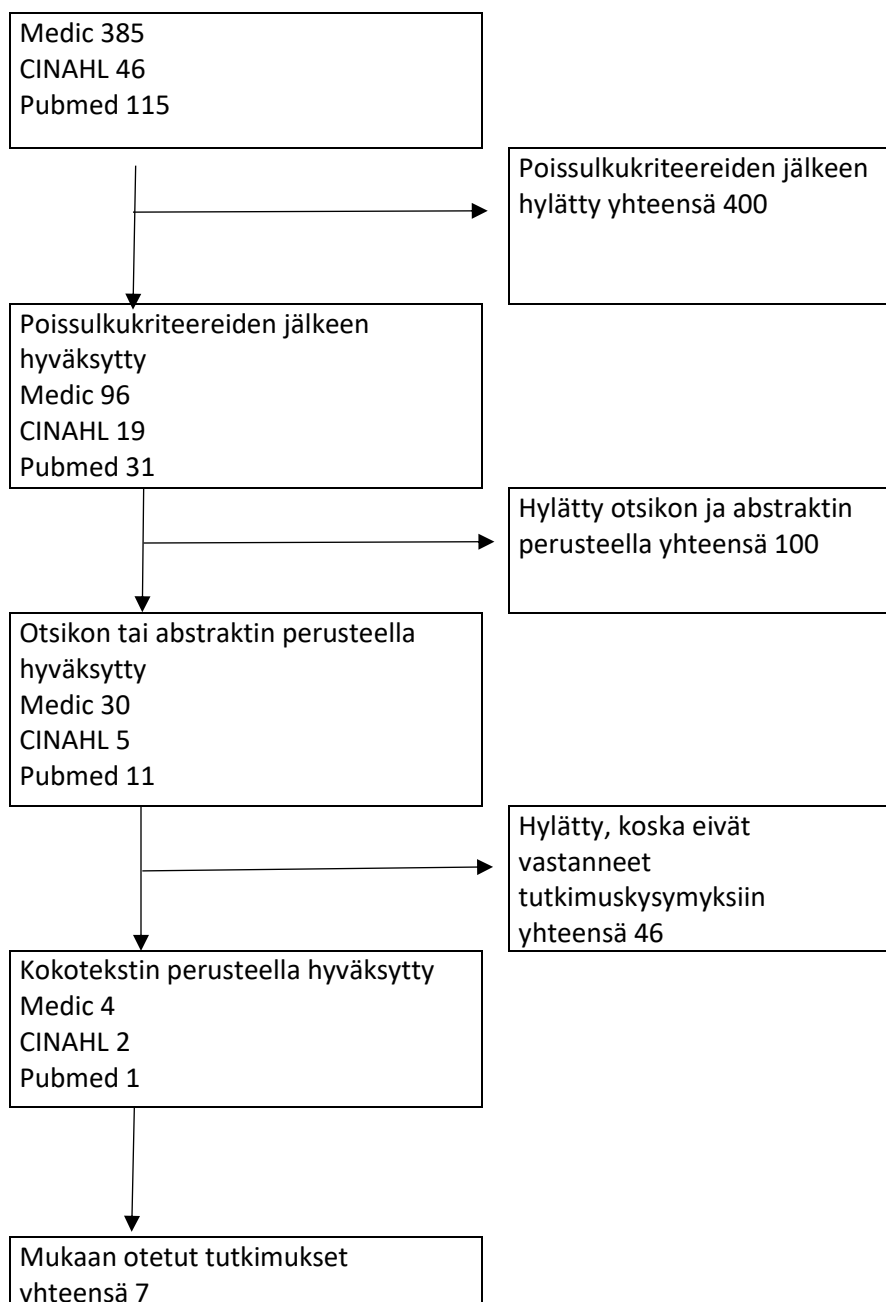 Medic 385
CINAHL 46
Pubmed 115
Poissulkukriteereiden jälkeen
hylätty yhteensä 400
Poissulkukriteereiden jälkeen
hyväksytty
Medic 96
CINAHL 19
Pubmed 31
Hylätty otsikon ja abstraktin
perusteella yhteensä 100
Otsikon tai abstraktin perusteella
hyväksytty
Medic 30
CINAHL 5
Pubmed 11
Hylätty, koska eivät
vastanneet
tutkimuskysymyksiin
yhteensä 46
Kokotekstin perusteella hyväksytty
Medic 4
CINAHL 2
Pubmed 1
Mukaan otetut tutkimukset
yhteensä 7